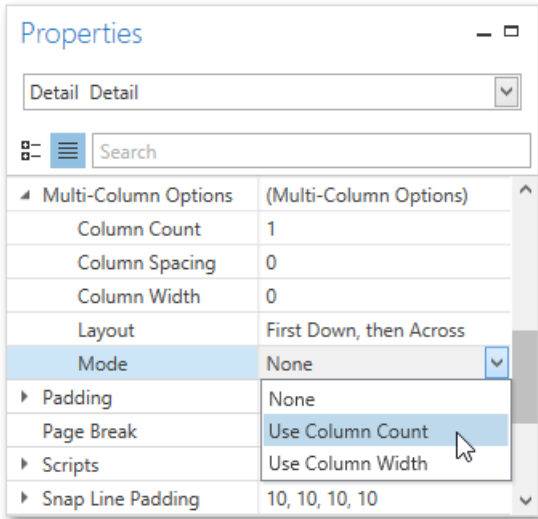 Properties
Detail Detail
Search
Multi-Column Options (Multi-Column Options)
Column Count 1
Column Spacing 0
Column Width 0
Layout First Down, then Across
Mode None
Padding None
Page Break Use Column Count
Scripts Use Column Width
Snap Line Padding 10, 10, 10, 10